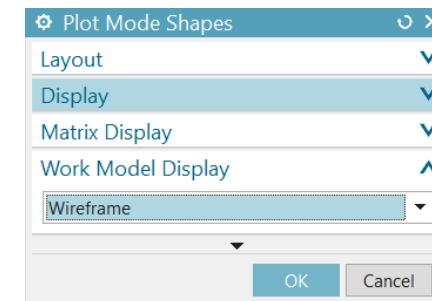 Plot Mode Shapes
Layout
Display
Matrix Display
Work Model Display
Wireframe
OK Cancel